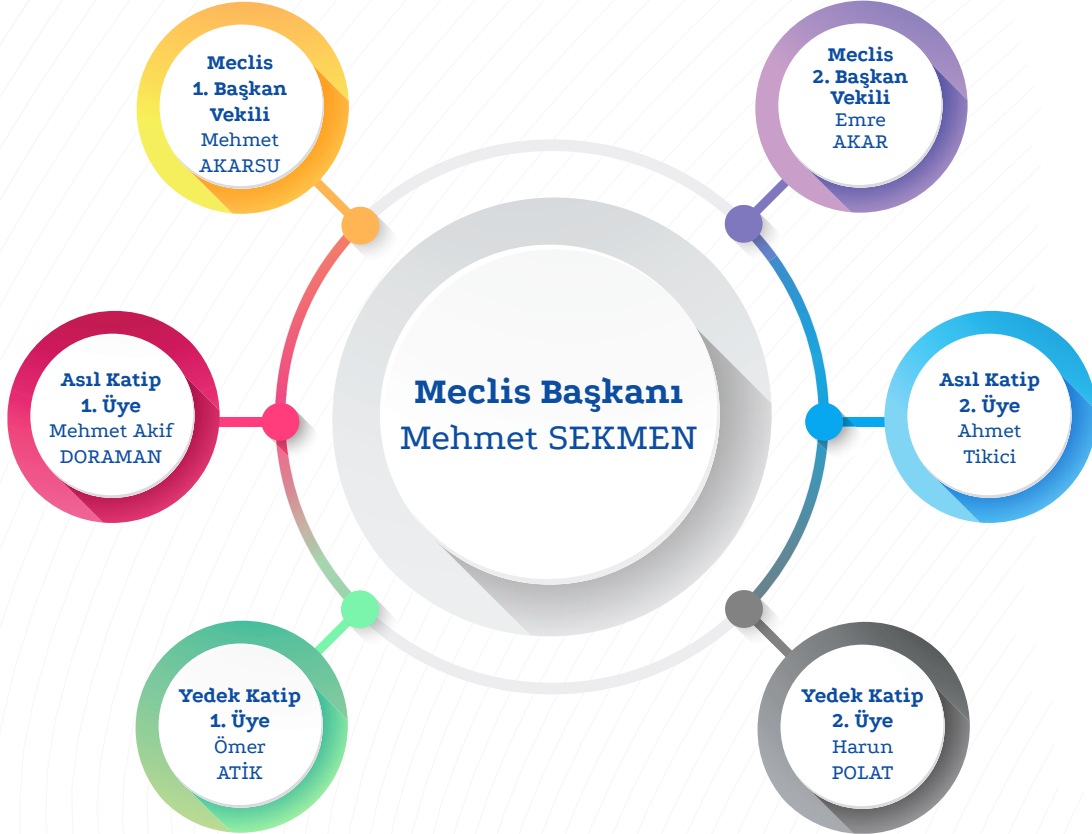 Meclis
1. Başkan
Vekili
Mehmet
AKARSU
Meclis
2. Başkan
Vekili
Emre
AKAR
Asıl Katip
1. Üye
Mehmet Akif
DORAMAN
Meclis Başkanı
Mehmet SEKMEN
Asıl Katip
2. Üye
Ahmet
Tikici
Yedek Katip
1. Üye
Ömer
ATİK
Yedek Katip
2. Üye
Harun
POLAT